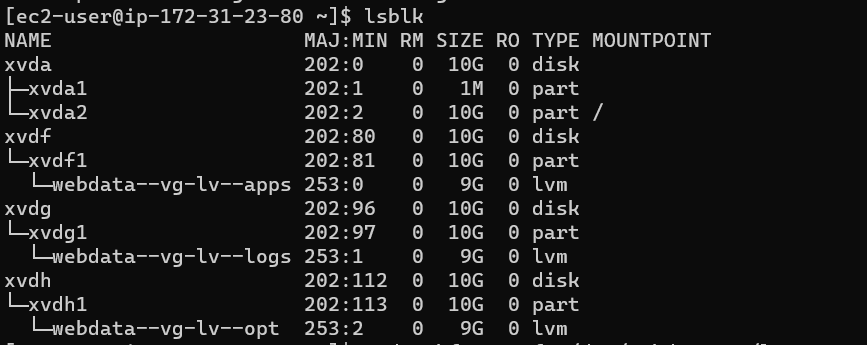 [ec2-user@ip-172-31-23-80 ~]$ lsblk
NAME                     MAJ:MIN RM SIZE RO TYPE MOUNTPOINT
xvda                     202:0    0  10G  0 disk
├─xvda1                  202:1    0   1M  0 part
└─xvda2                  202:2    0  10G  0 part /
xvdf                     202:80   0  10G  0 disk
└─xvdf1                  202:81   0  10G  0 part
  └─webdata--vg-lv--apps 253:0    0   9G  0 lvm
xvdg                     202:96   0  10G  0 disk
└─xvdg1                  202:97   0  10G  0 part
  └─webdata--vg-lv--logs 253:1    0   9G  0 lvm
xvdh                     202:112  0  10G  0 disk
└─xvdh1                  202:113  0  10G  0 part
  └─webdata--vg-lv--opt  253:2    0   9G  0 lvm